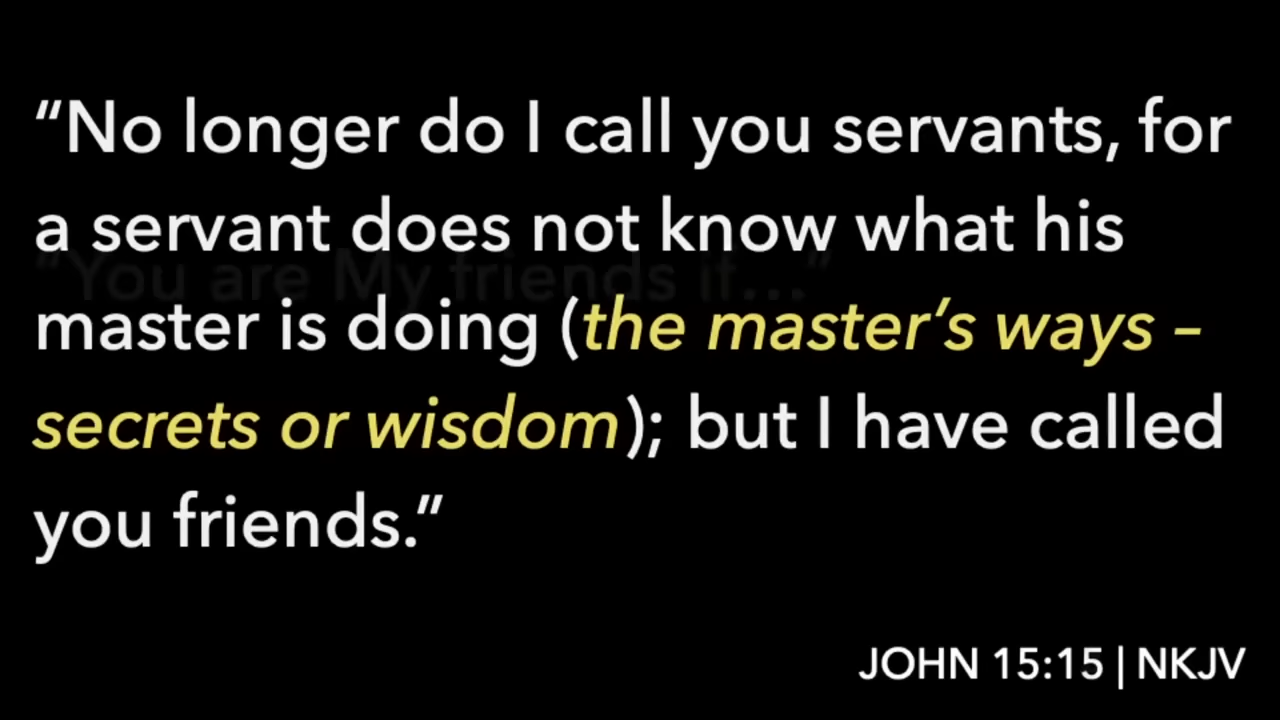 “No longer do I call you servants, for
a servant does not know what his
“You are My friends if...”
master is doing (the master’s ways –
secrets or wisdom); but I have called
you friends.”
JOHN 15:15 | NKJV